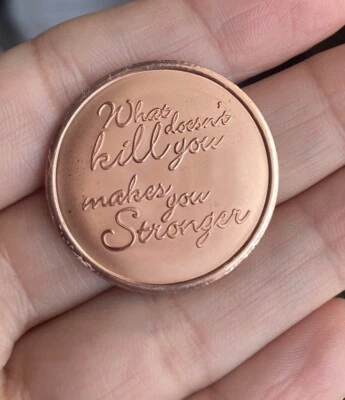 What doesn't
kill you
makes you
Stronger